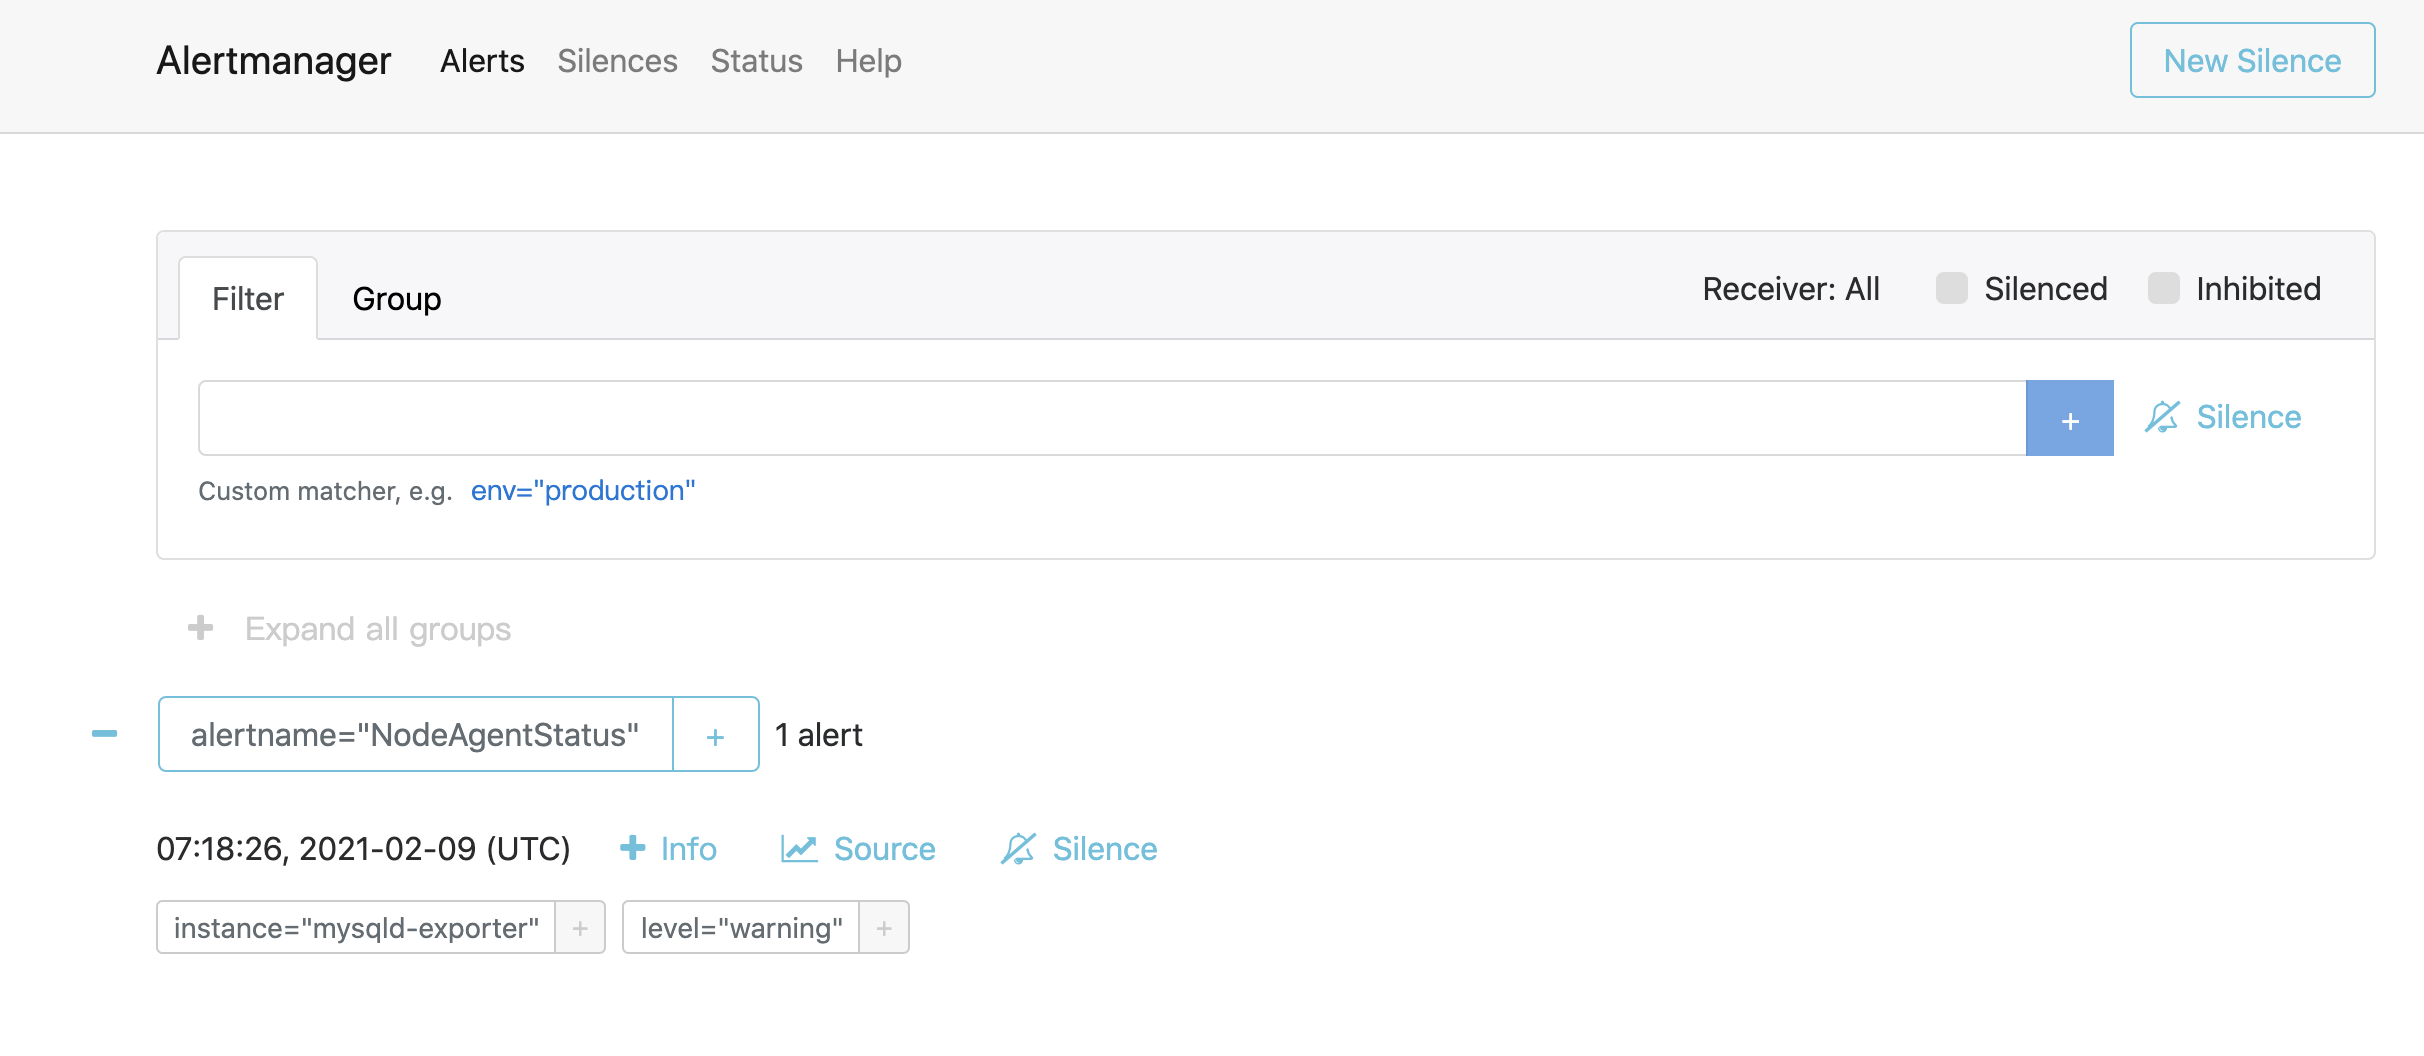 Alertmanager Alerts Silences Status Help New Silence
Filter Group Receiver: All Silenced Inhibited
+ Silence
Custom matcher, e.g. env="production"
+ Expand all groups
alertname="NodeAgentStatus" + 1 alert
07:18:26, 2021-02-09 (UTC) + Info Source Silence
instance="mysqld-exporter" + level="warning" +